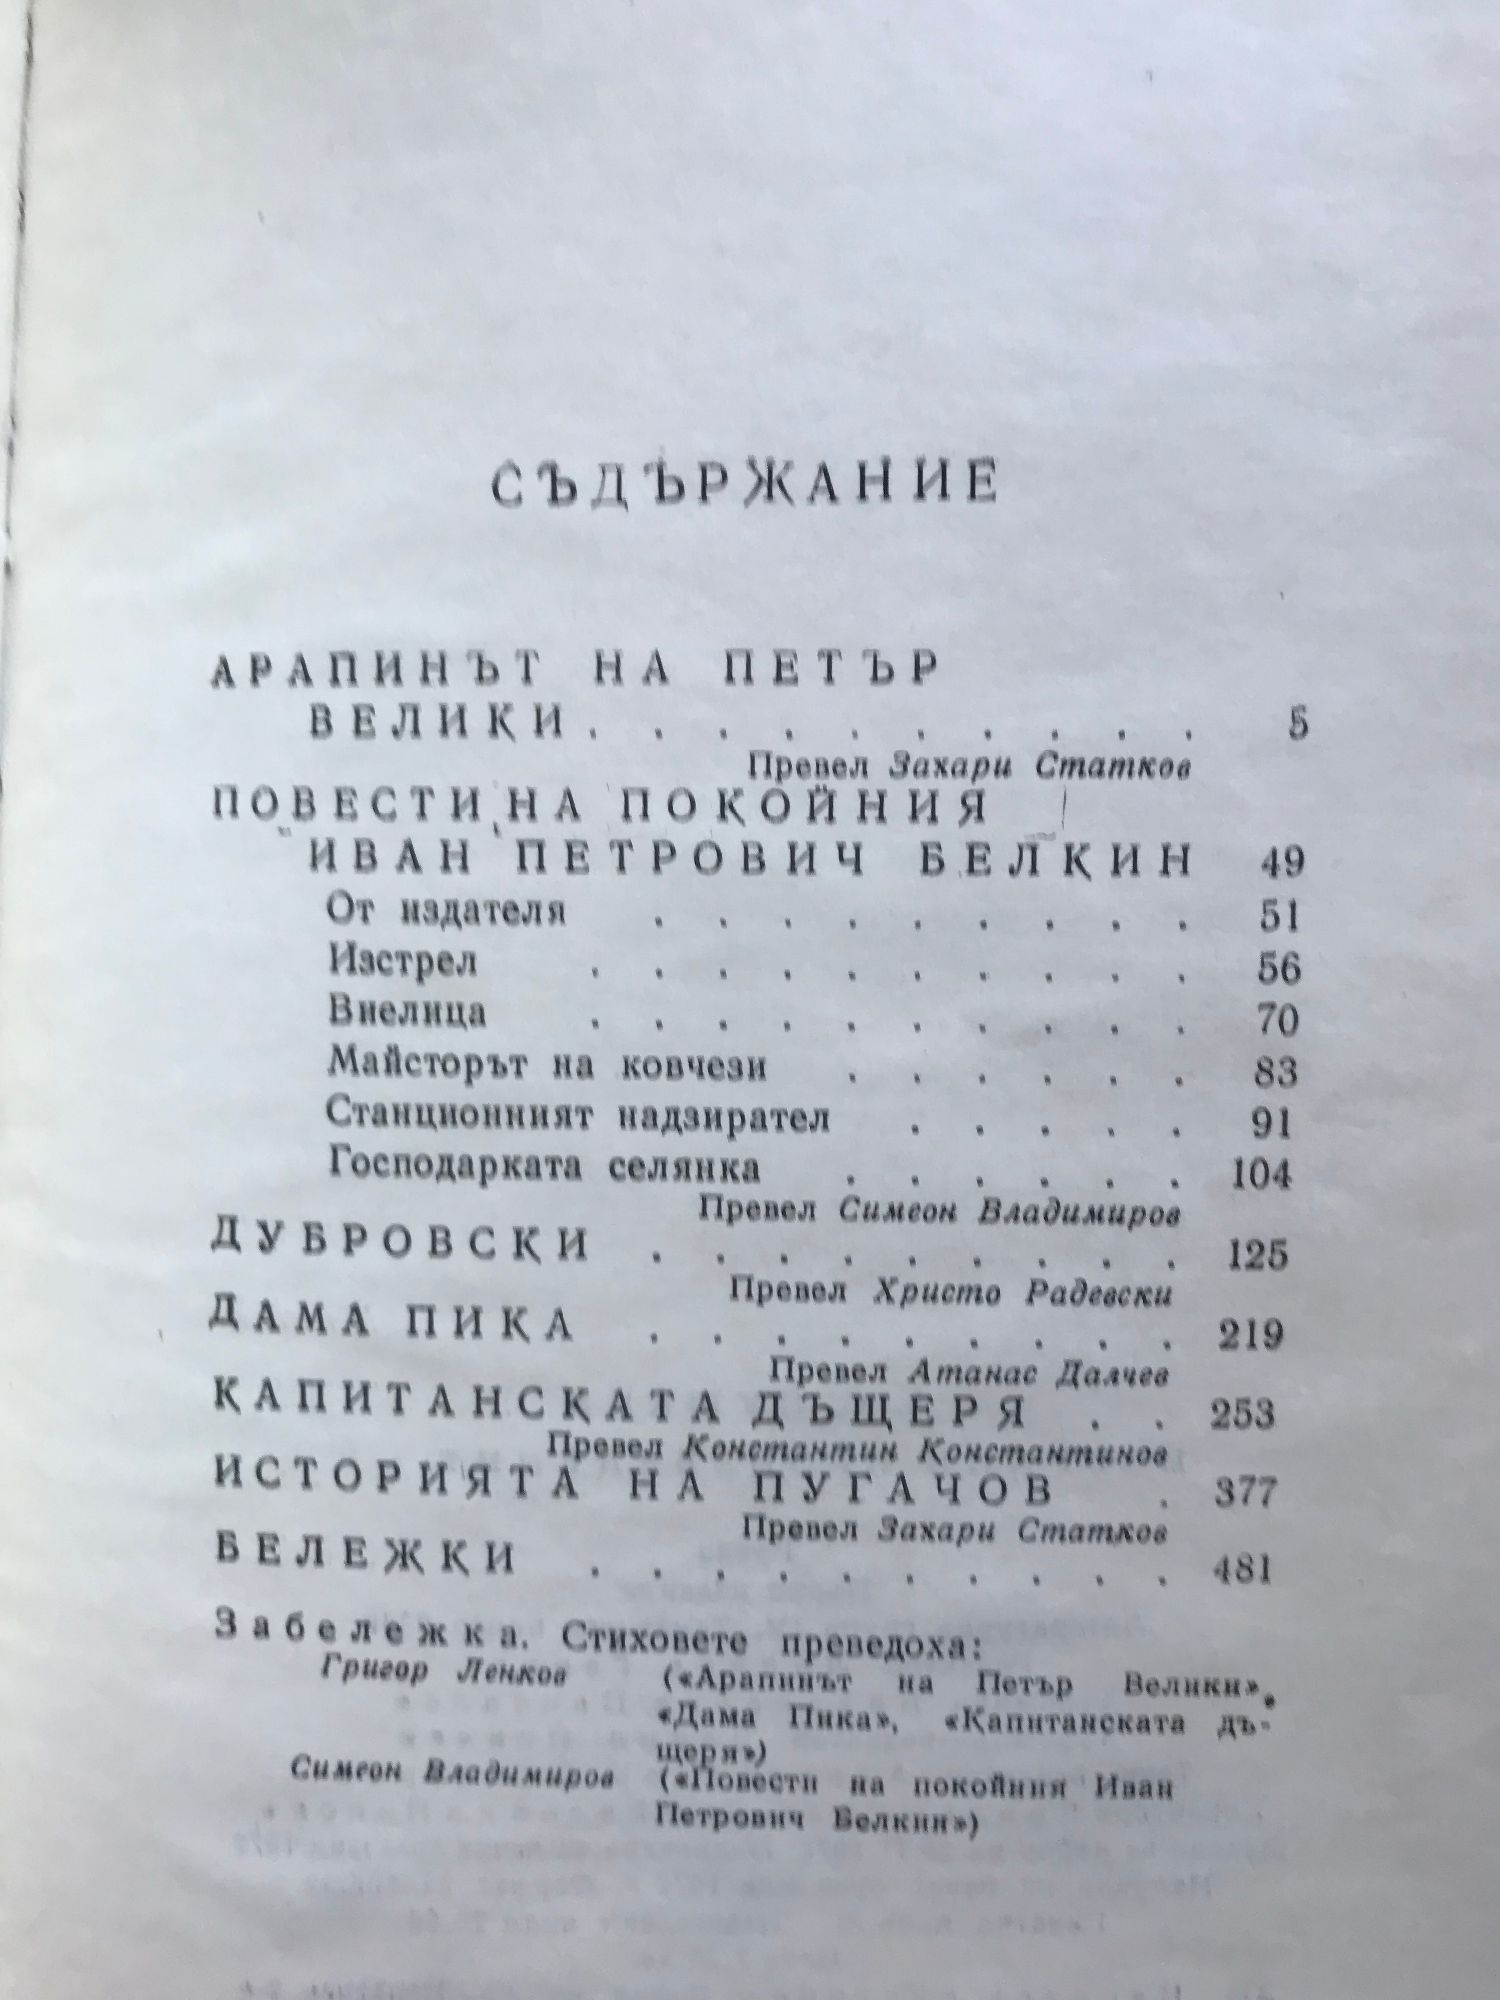 СЪДЪРЖАНИЕ
АРАПИНЪТ НА ПЕТЪР
ВЕЛИКИ . . . . . . . . . . 5
Превел Захари Статков
ПОВЕСТИ НА ПОКОЙНИЯ
ИВАН ПЕТРОВИЧ БЕЛКИН 49
От издателя . . . . . . . . . 51
Изстрел . . . . . . . . . . 56
Виелица . . . . . . . . . . 70
Майсторът на ковчези . . . . . . 83
Станционният надзирател . . . . . 91
Господарката селянка . . . . . . 104
Превел Симеон Владимиров
ДУБРОВСКИ . . . . . . . . . 125
Превел Христо Радевски
ДАМА ПИКА . . . . . . . . . 219
Превел Атанас Далчев
КАПИТАНСКАТА ДЪЩЕРЯ . . 253
Превел Константин Константинов
ИСТОРИЯТА НА ПУГАЧОВ . 377
Превел Захари Статков
БЕЛЕЖКИ . . . . . . . . . . 481
Забележка. Стиховете преведоха:
Григор Ленков («Арапинът на Петър Велики»,
«Дама Пика», «Капитанската дъ-
щеря»)
Симеон Владимиров («Повести на покойния Иван
Петрович Белкин»)